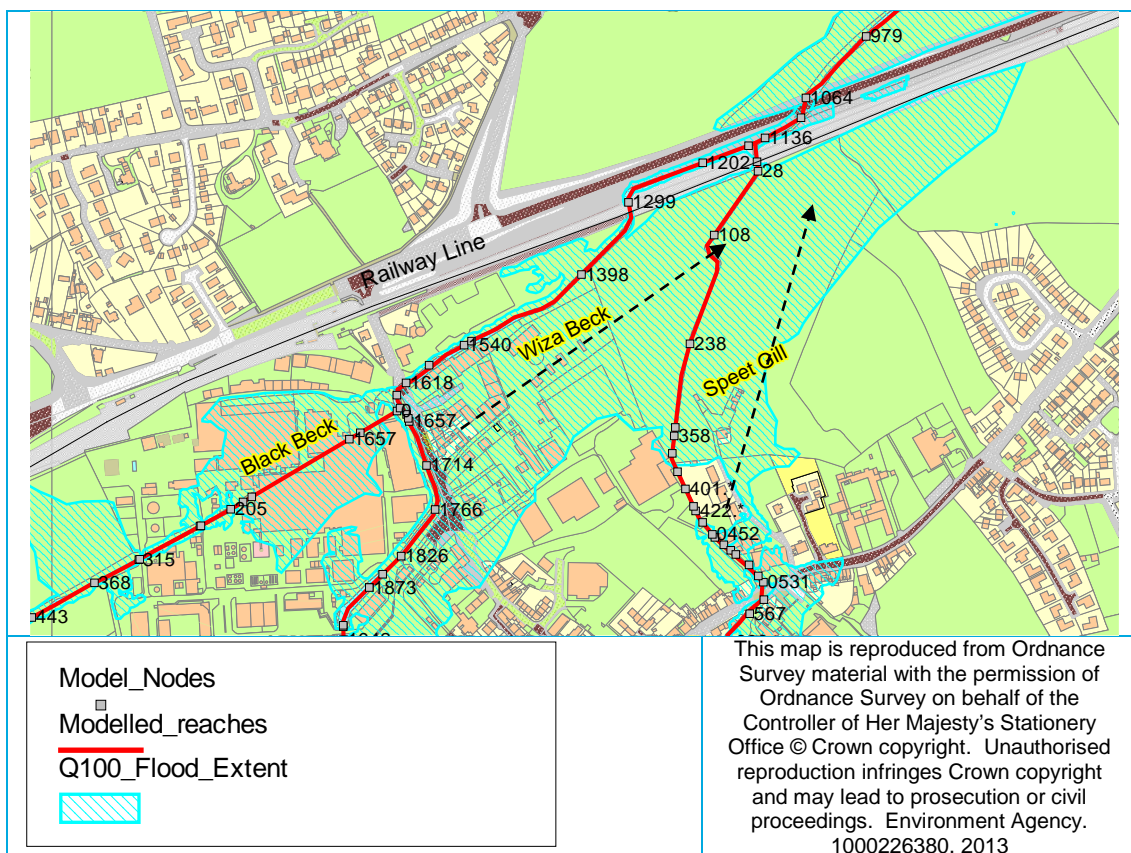 979
1064
1136
1202
28
1299
108
Railway Line
1398
Wiza Beck
1540
238
Speet Gill
1618
0
1657
Black Beck
1657
358
1714
401.
205
1766
422.*
0452
315
1826
368
1873
0531
443
567
Model_Nodes
Modelled_reaches
Q100_Flood_Extent
This map is reproduced from Ordnance
Survey material with the permission of
Ordnance Survey on behalf of the
Controller of Her Majesty's Stationery
Office © Crown copyright. Unauthorised
reproduction infringes Crown copyright
and may lead to prosecution or civil
proceedings. Environment Agency.
1000226380. 2013